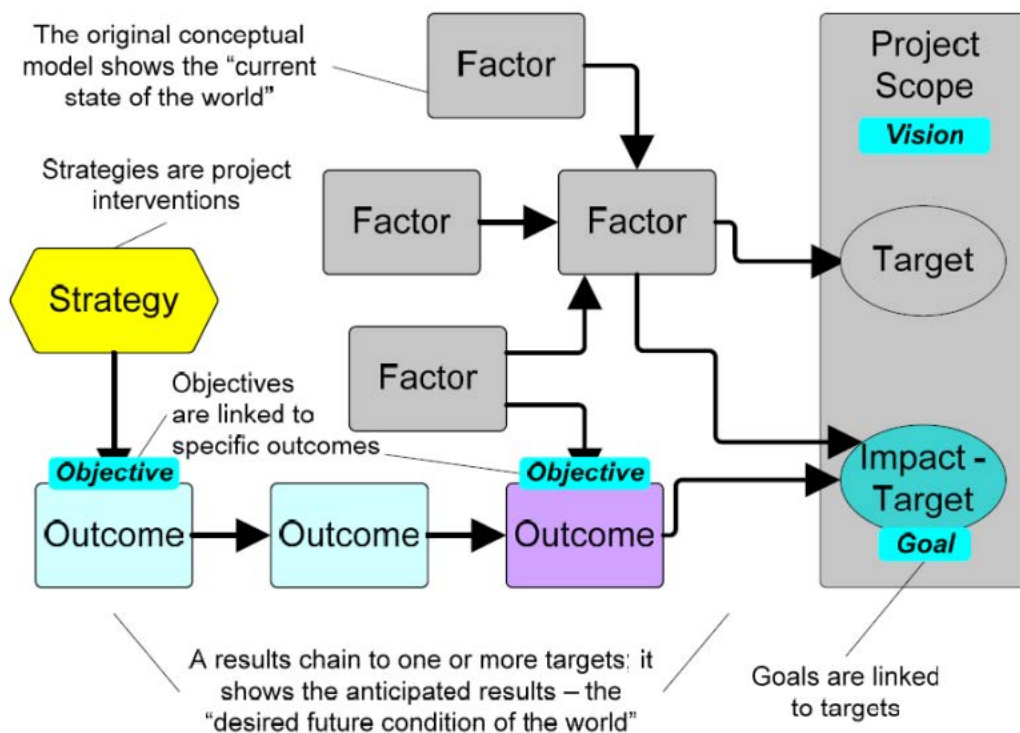 The original conceptual
model shows the “current
state of the world”
Factor
Project
Scope
Vision
Strategies are project
interventions
Factor
Factor
Target
Strategy
Factor
Objectives
are linked to
specific outcomes
Objective
Outcome
Outcome
Objective
Outcome
Impact -
Target
Goal
A results chain to one or more targets; it
shows the anticipated results – the
“desired future condition of the world”
Goals are linked
to targets